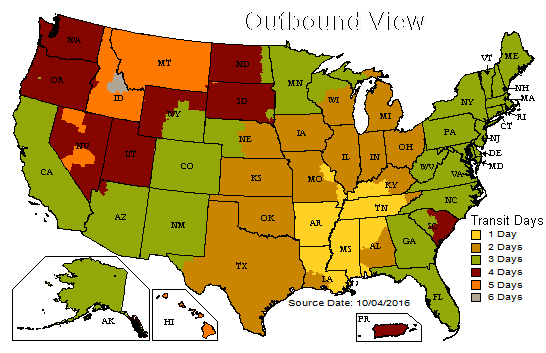 Outbound View
WA
OR
ID
MT
ND
SD
WY
NV
UT
CA
AZ
CO
NM
NE
KS
OK
TX
MN
IA
MO
AR
LA
WI
IL
IN
MI
OH
KY
TN
MS
AL
GA
FL
SC
NC
VA
WV
PA
NY
VT
ME
NH
MA
RI
CT
NJ
DE
MD
AK
HI
PR
Transit Days
1 Day
2 Days
3 Days
4 Days
5 Days
6 Days
Source Date: 10/04/2016